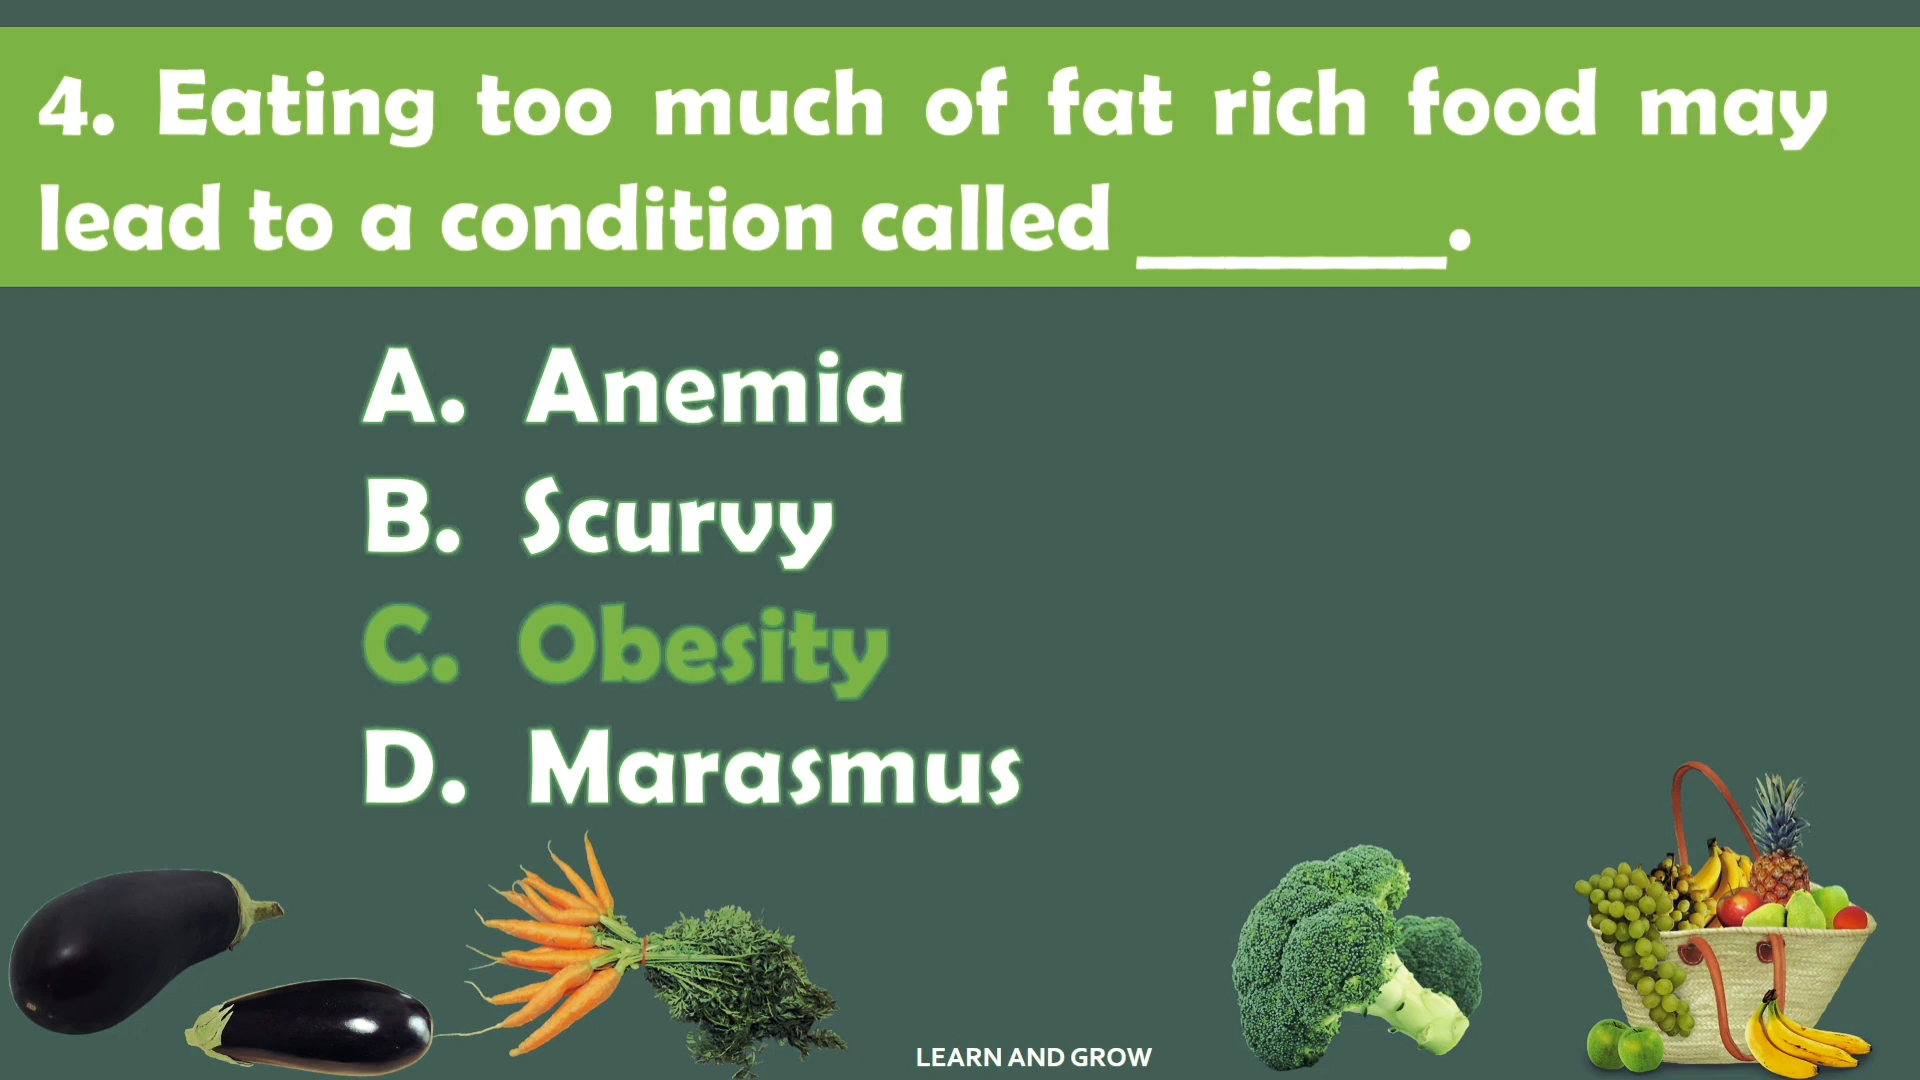 4. Eating too much of fat rich food may
lead to a condition called ________.
A. Anemia
B. Scurvy
C. Obesity
D. Marasmus
LEARN AND GROW